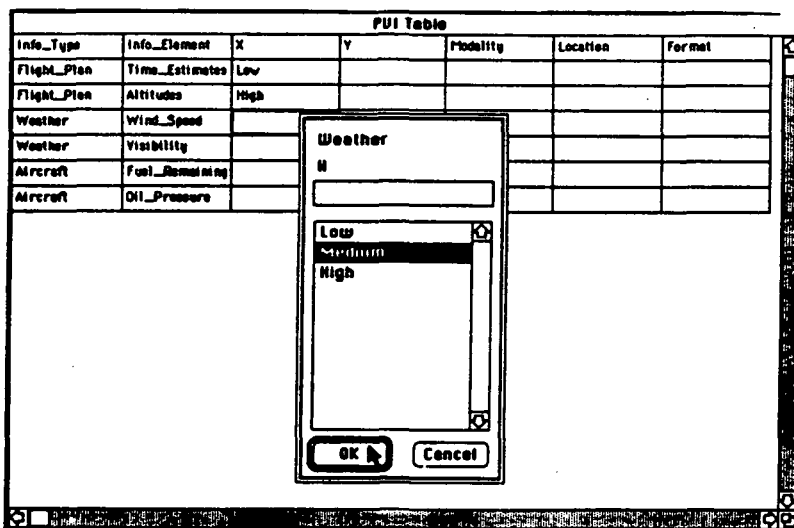 PVI Table
Info_Type Info_Element X Y Modality Location Format
Flight_Plan Time_Estimates Low
Flight_Plan Altitudes High
Weather Wind_Speed
Weather Visibility
Aircraft Fuel_Remaining
Aircraft Oil_Pressure
Weather
X
Low
Medium
High
OK Cancel